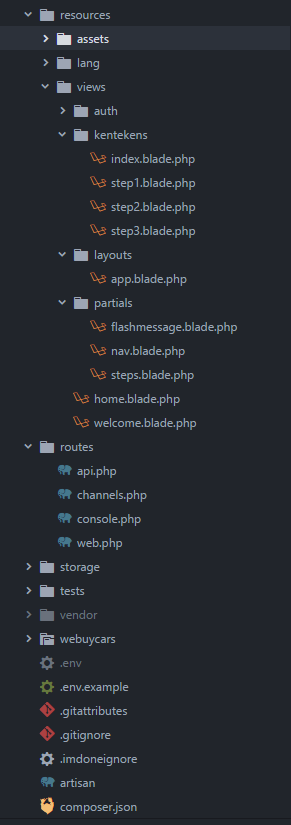 resources
assets
lang
views
auth
kentekens
index.blade.php
step1.blade.php
step2.blade.php
step3.blade.php
layouts
app.blade.php
partials
flashmessage.blade.php
nav.blade.php
steps.blade.php
home.blade.php
welcome.blade.php
routes
api.php
channels.php
console.php
web.php
storage
tests
vendor
webuycars
.env
.env.example
.gitattributes
.gitignore
.imdoneignore
artisan
composer.json